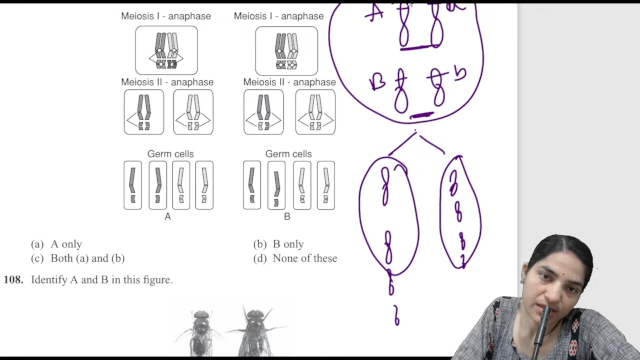 Meiosis I - anaphase Meiosis I - anaphase
Meiosis II - anaphase Meiosis II - anaphase
Germ cells Germ cells
A B
(a) A only (b) B only
(c) Both (a) and (b) (d) None of these
108. Identify A and B in this figure.
A a
B b